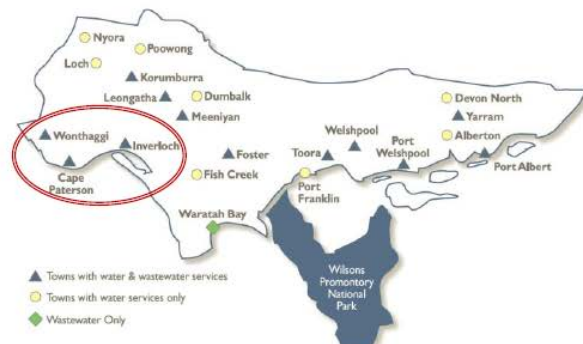 Nyora
Poowong
Loch
Korumburra
Leongatha
Dumbalk
Devon North
Meeniyan
Yarram
Wonthaggi
Inverloch
Welshpool
Port
Welshpool
Alberton
Foster
Toora
Port Albert
Cape
Paterson
Fish Creek
Port
Franklin
Waratah Bay
Wilsons
Promontory
National
Park
Towns with water & wastewater services
Towns with water services only
Wastewater Only